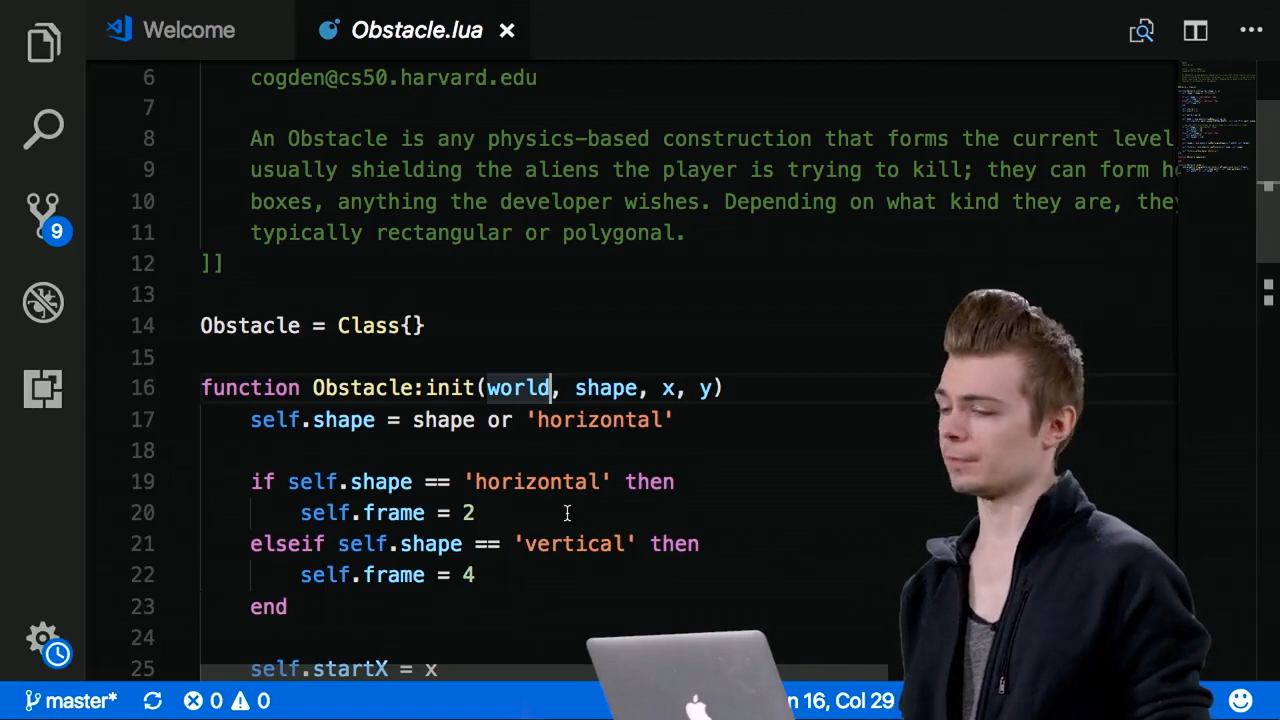 Welcome
Obstacle.lua
6 cogden@cs50.harvard.edu
7
8 An Obstacle is any physics-based construction that forms the current level
9 usually shielding the aliens the player is trying to kill; they can form
10 boxes, anything the developer wishes. Depending on what kind they are,
11 typically rectangular or polygonal.
12 ]]
13
14 Obstacle = Class{}
15
16 function Obstacle:init(world, shape, x, y)
17 self.shape = shape or 'horizontal'
18
19 if self.shape == 'horizontal' then
20 self.frame = 2
21 elseif self.shape == 'vertical' then
22 self.frame = 4
23 end
24
25 self.startX = x
9
master* 0 0 n 16, Col 29